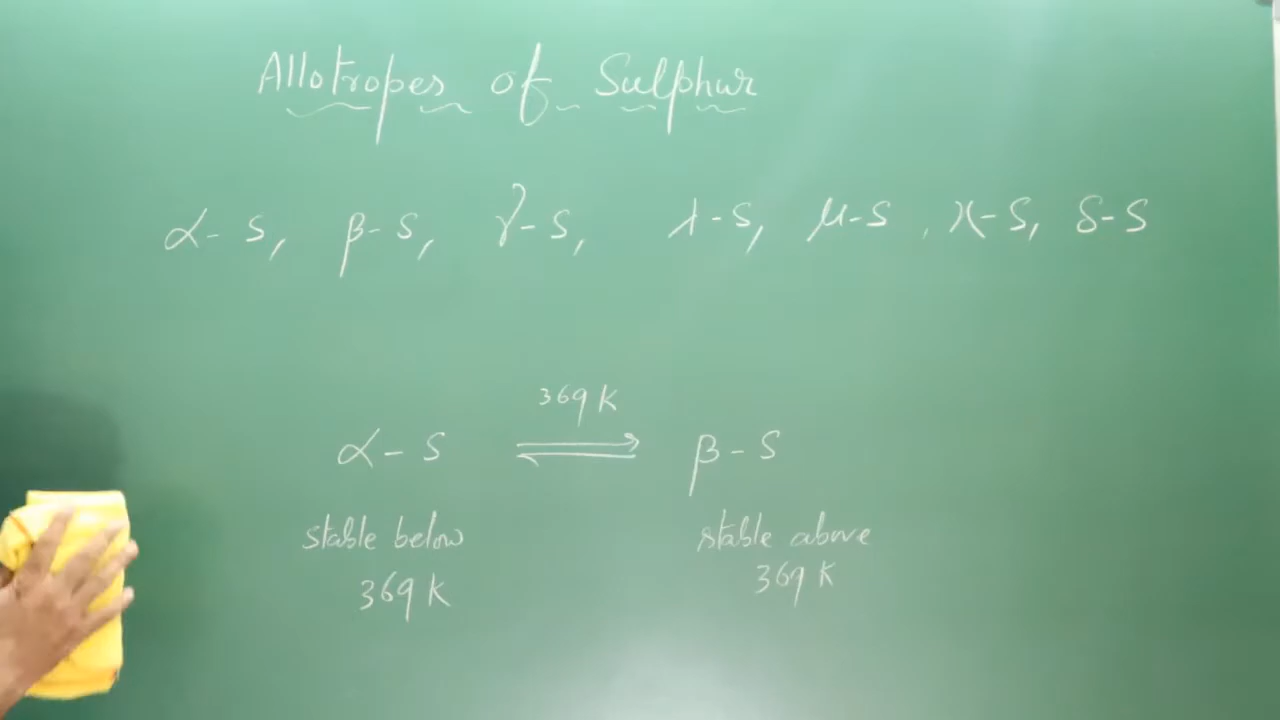 Allotropes of Sulphur
α-S, β-S, γ-S, λ-S, μ-S, χ-S, δ-S
369 K
α-S ⇌ β-S
stable below stable above
369 K 369 K